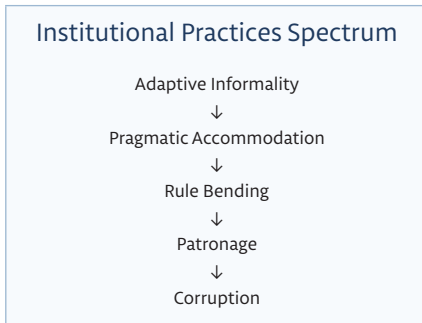 Institutional Practices Spectrum
Adaptive Informality
↓
Pragmatic Accommodation
↓
Rule Bending
↓
Patronage
↓
Corruption